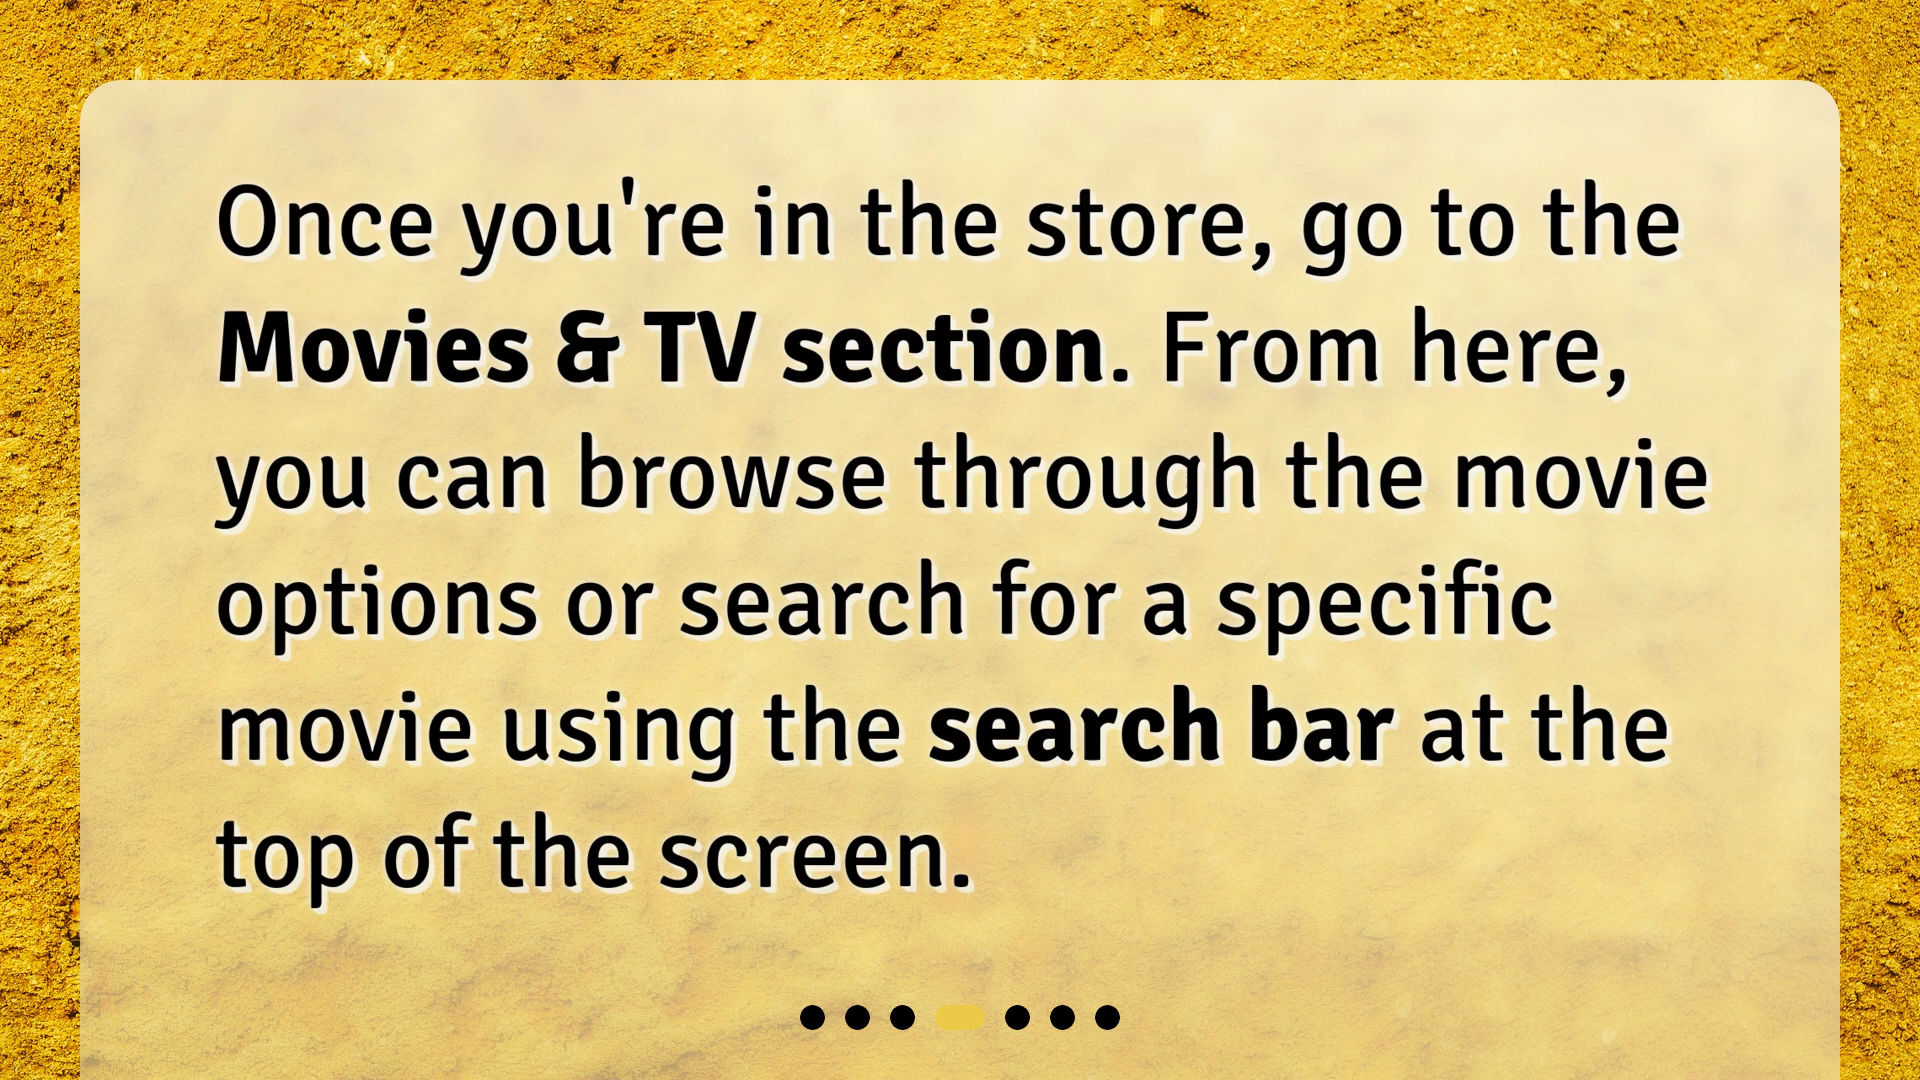 Once you're in the store, go to the
Movies & TV section. From here,
you can browse through the movie
options or search for a specific
movie using the search bar at the
top of the screen.